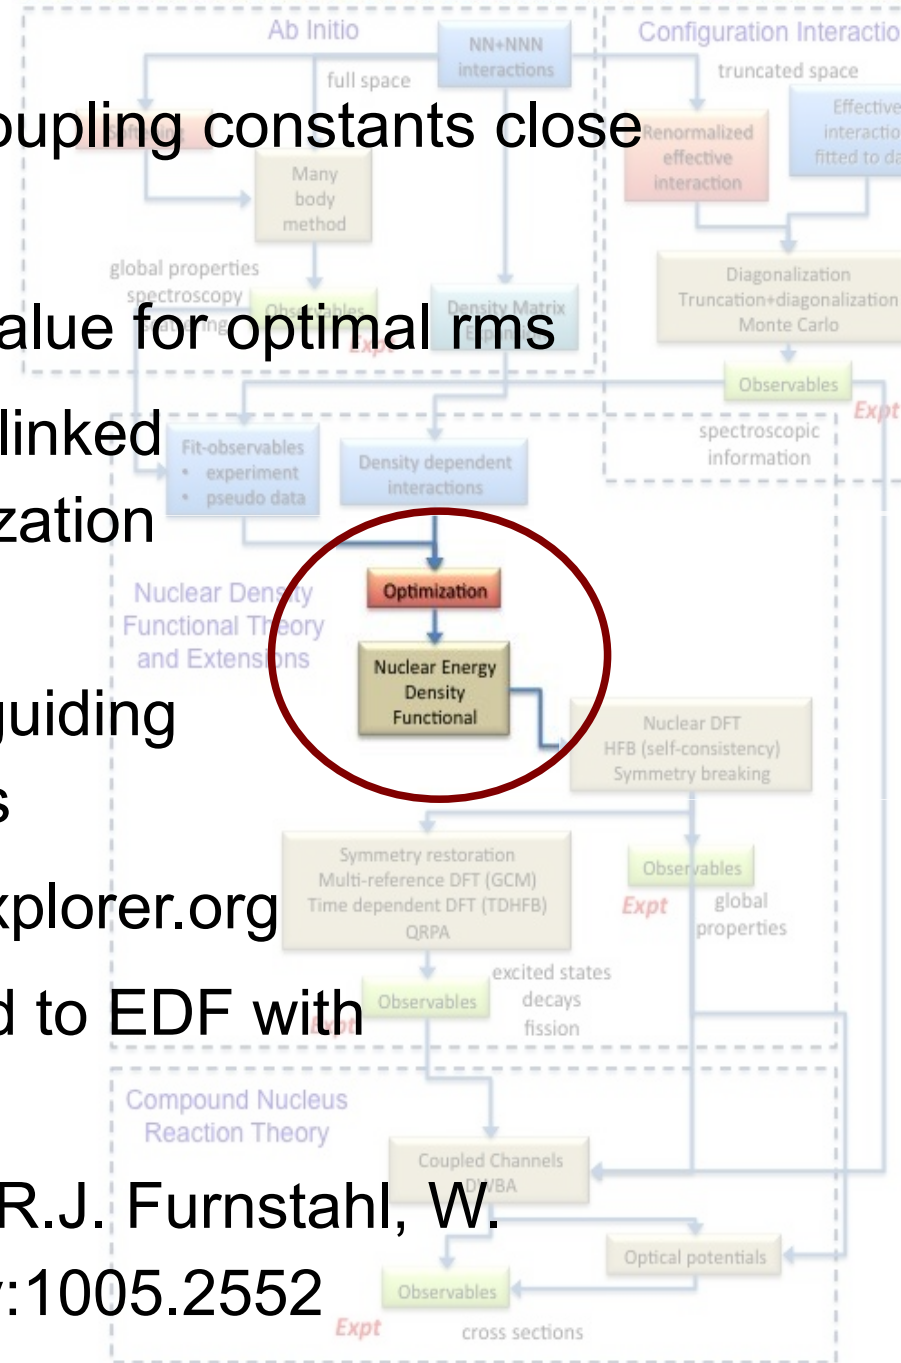 Ab Initio
NN+NNN
interactions
full space
Configuration Interactio
truncated space
Effective
interactio
fitted to da
Renormalized
effective
interaction
oupling constants close
Many
body
method
global properties
spectroscopy
Observables
Expt
Density Matrix
Diagonalization
Truncation+diagonalization
Monte Carlo
Observables
Expt
alue for optimal rms
linked
zation
Fit-observables
• experiment
• pseudo data
Density dependent
interactions
spectroscopic
information
Optimization
Nuclear Density
Functional Theory
and Extensions
Nuclear Energy
Density
Functional
guiding
s
Nuclear DFT
HFB (self-consistency)
Symmetry breaking
Symmetry restoration
Multi-reference DFT (GCM)
Time dependent DFT (TDHFB)
QRPA
Observables
Expt
global
properties
xplorer.org
d to EDF with
Observables
excited states
decays
fission
Compound Nucleus
Reaction Theory
Coupled Channels
DWBA
R.J. Furnstahl, W.
v:1005.2552
Optical potentials
Observables
Expt
cross sections